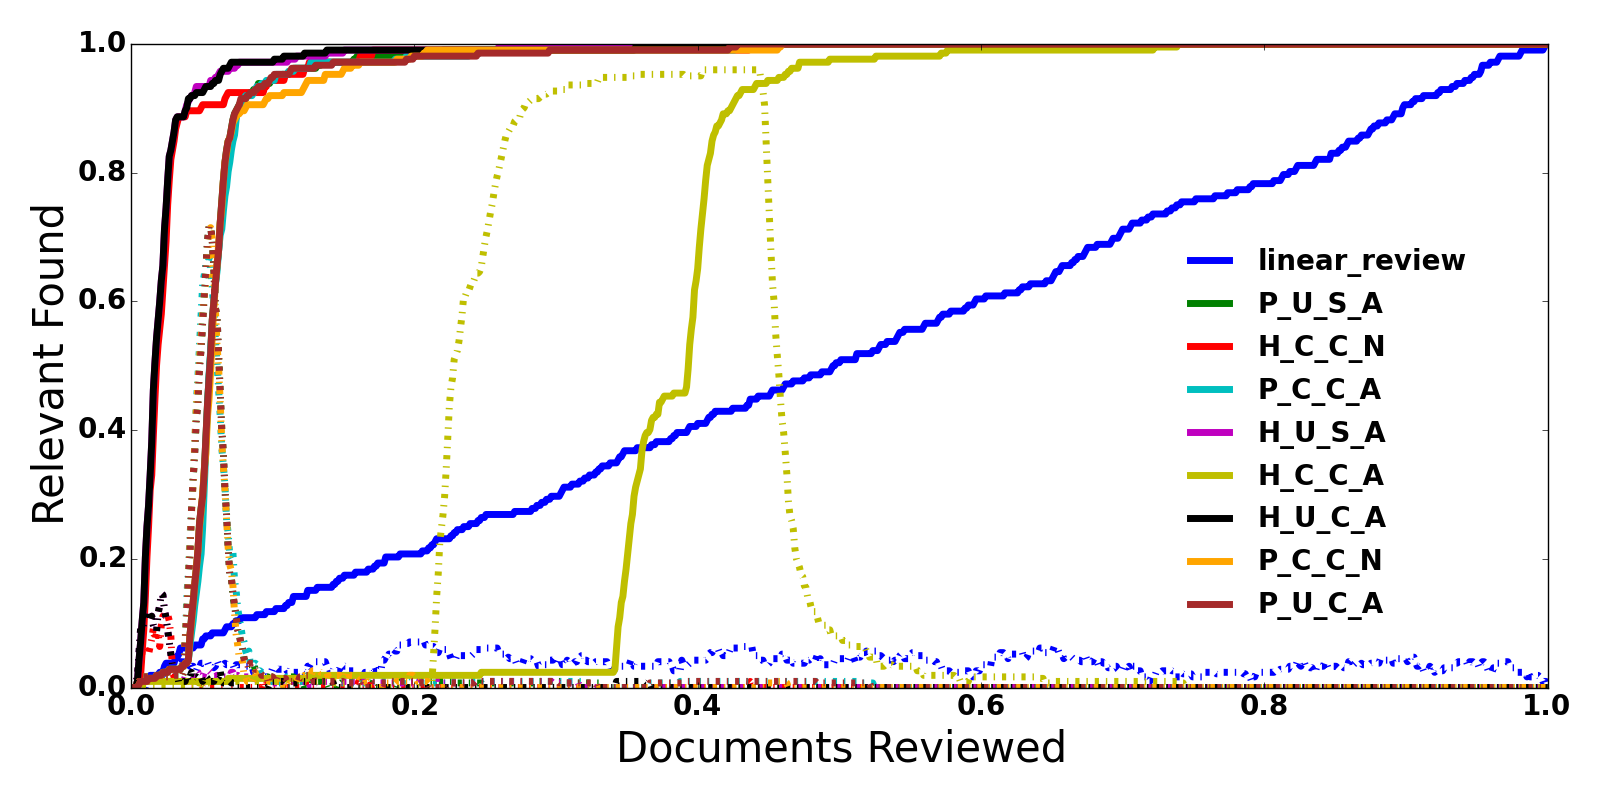 1.0
0.8
0.6
0.4
0.2
0.0
Relevant Found
linear_review
P_U_S_A
H_C_C_N
P_C_C_A
H_U_S_A
H_C_C_A
H_U_C_A
P_C_C_N
P_U_C_A
0.0 0.2 0.4 0.6 0.8 1.0
Documents Reviewed